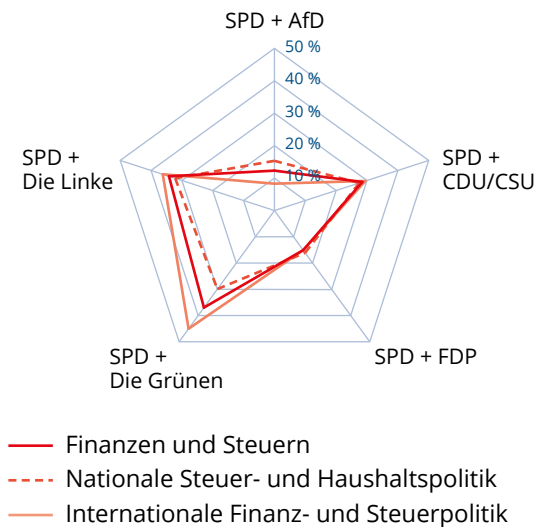 SPD + AfD
50 %
40 %
30 %
20 %
10 %
SPD +
Die Linke
SPD +
CDU/CSU
SPD +
Die Grünen
SPD + FDP
Finanzen und Steuern
Nationale Steuer- und Haushaltspolitik
Internationale Finanz- und Steuerpolitik